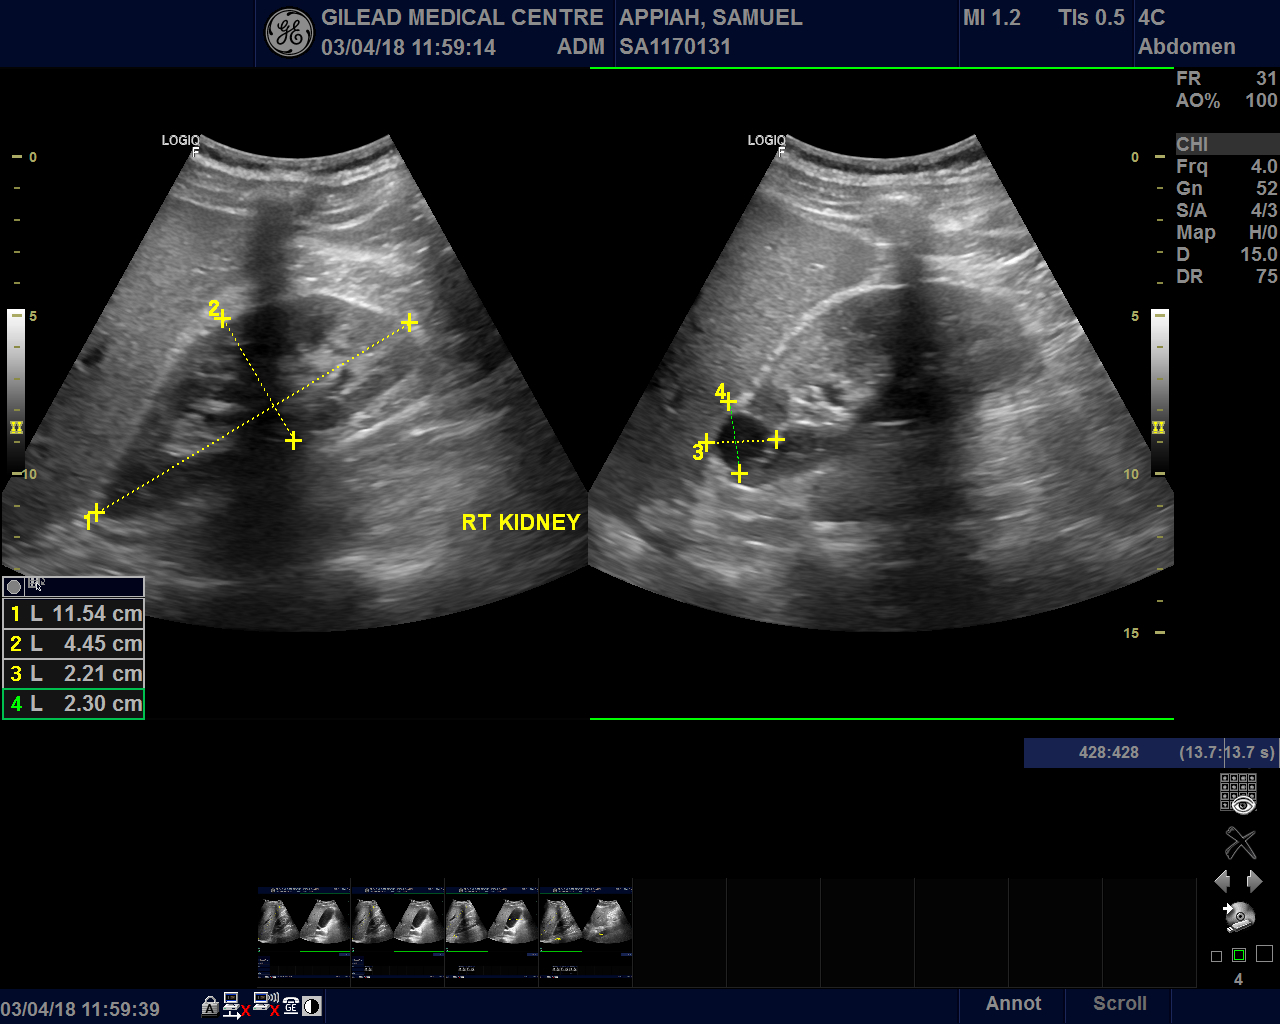 GILEAD MEDICAL CENTRE
03/04/18 11:59:14 ADM
APPIAH, SAMUEL
SA1170131
MI 1.2 TIs 0.5
4C
Abdomen
FR 31
AO% 100
CHI
Frq 4.0
Gn 52
S/A 4/3
Map H/0
D 15.0
DR 75
LOGIQ
F
0
5
10
2
1
RT KIDNEY
LOGIQ
F
0
5
10
15
4
3
1 L 11.54 cm
2 L 4.45 cm
3 L 2.21 cm
4 L 2.30 cm
428:428 (13.7:13.7 s)
4
03/04/18 11:59:39
A
GE
Annot
Scroll